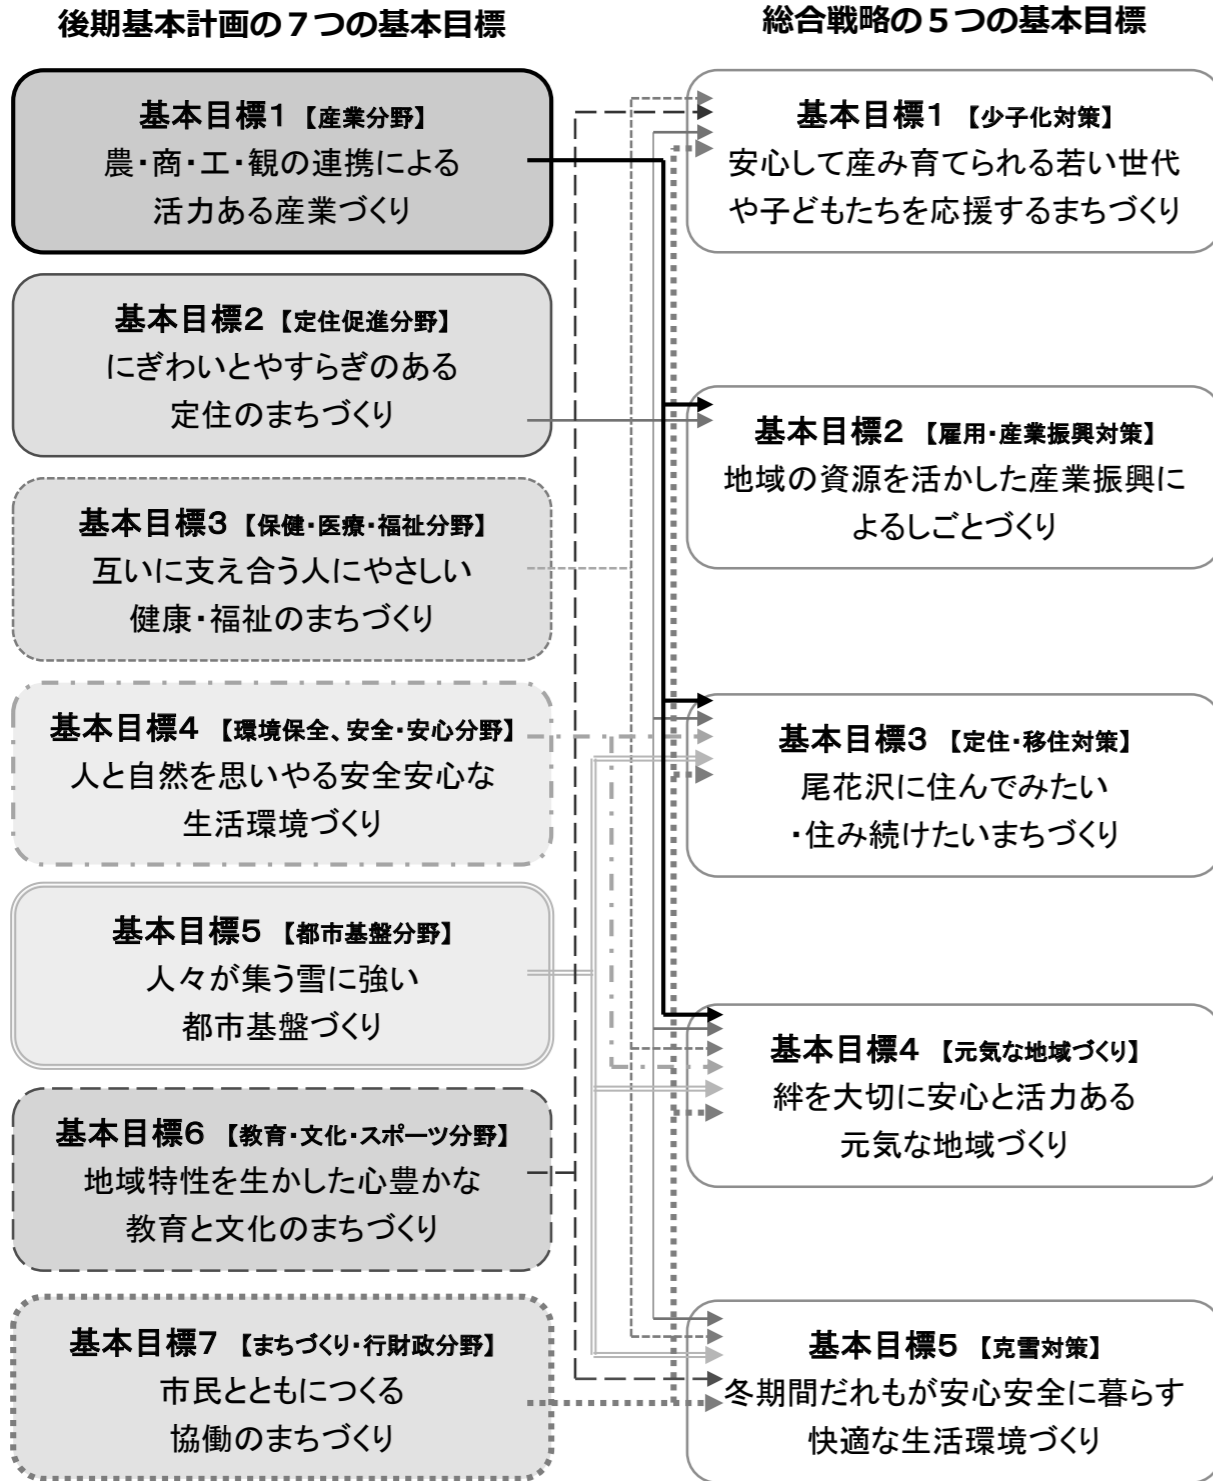 後期基本計画の７つの基本目標
基本目標1 【産業分野】
農・商・工・観の連携による
活力ある産業づくり
基本目標2 【定住促進分野】
にぎわいとやすらぎのある
定住のまちづくり
基本目標3 【保健・医療・福祉分野】
互いに支え合う人にやさしい
健康・福祉のまちづくり
基本目標4 【環境保全、安全・安心分野】
人と自然を思いやる安全安心な
生活環境づくり
基本目標5 【都市基盤分野】
人々が集う雪に強い
都市基盤づくり
基本目標6 【教育・文化・スポーツ分野】
地域特性を生かした心豊かな
教育と文化のまちづくり
基本目標7 【まちづくり・行財政分野】
市民とともにつくる
協働のまちづくり
総合戦略の５つの基本目標
基本目標1 【少子化対策】
安心して産み育てられる若い世代
や子どもたちを応援するまちづくり
基本目標2 【雇用・産業振興対策】
地域の資源を活かした産業振興に
よるしごとづくり
基本目標3 【定住・移住対策】
尾花沢に住んでみたい
・住み続けたいまちづくり
基本目標4 【元気な地域づくり】
絆を大切に安心と活力ある
元気な地域づくり
基本目標5 【克雪対策】
冬期間だれもが安心安全に暮らす
快適な生活環境づくり